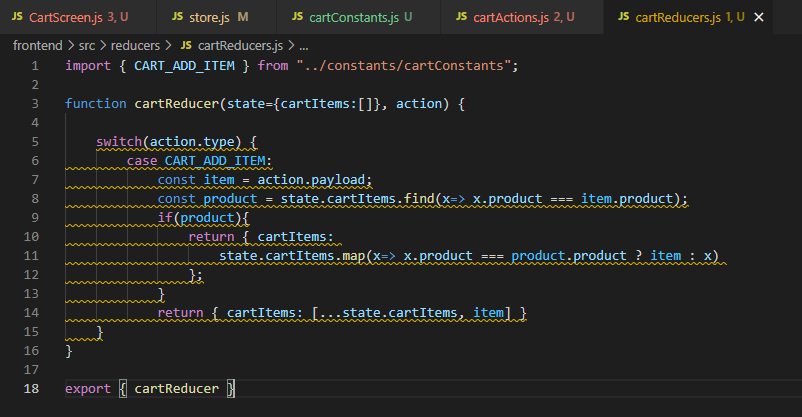 JS CartScreen.js 3, U JS store.js M JS cartConstants.js U JS cartActions.js 2, U JS cartReducers.js 1, U ×
frontend > src > reducers > JS cartReducers.js > ...
1 import { CART_ADD_ITEM } from "../constants/cartConstants";
2
3 function cartReducer(state={cartItems:[]}, action) {
4
5 switch(action.type) {
6 case CART_ADD_ITEM:
7 const item = action.payload;
8 const product = state.cartItems.find(x=> x.product === item.product);
9 if(product){
10 return { cartItems:
11 state.cartItems.map(x=> x.product === product.product ? item : x)
12 };
13 }
14 return { cartItems: [...state.cartItems, item] }
15 }
16 }
17
18 export { cartReducer }